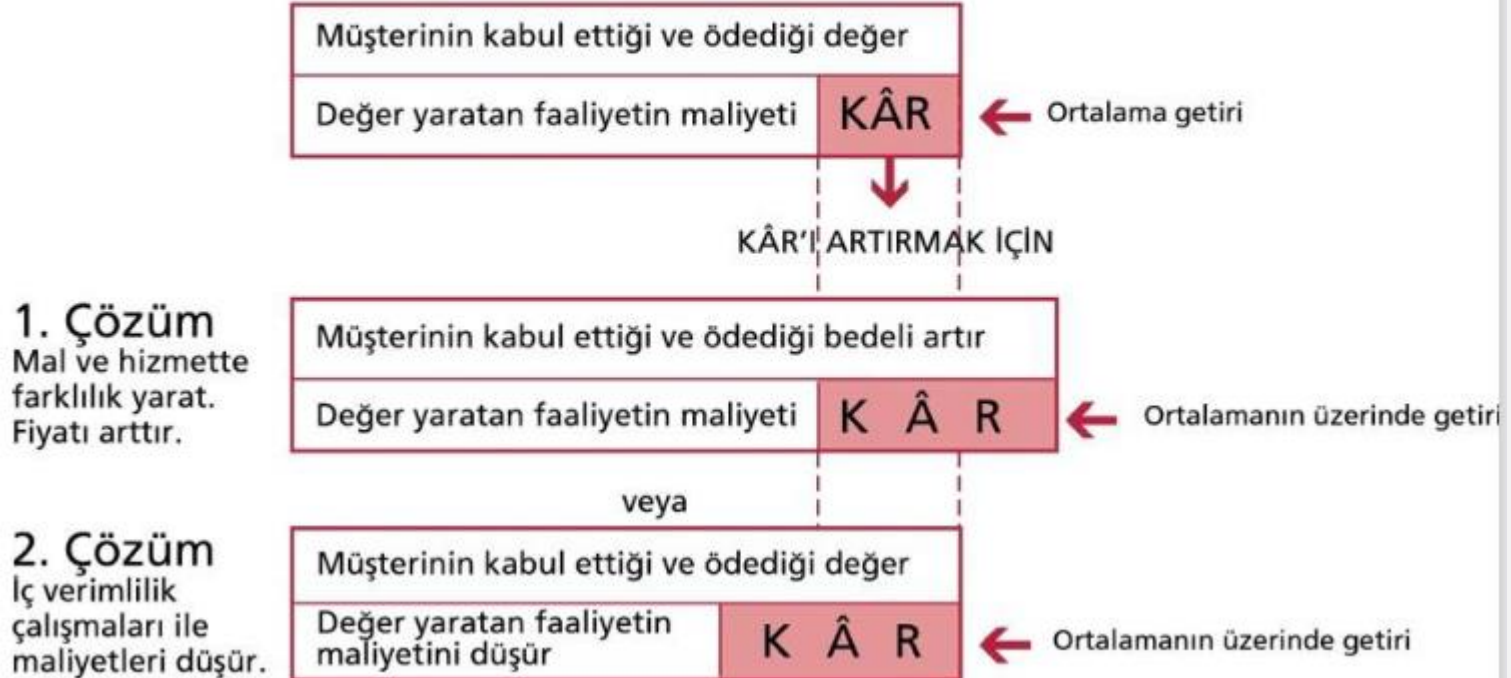 Müşterinin kabul ettiği ve ödediği değer
Değer yaratan faaliyetin maliyeti
KÂR
Ortalama getiri
KÂR'I ARTIRMAK İÇİN
1. Çözüm
Mal ve hizmette
farklılık yarat.
Fiyatı arttır.
Müşterinin kabul ettiği ve ödediği bedeli artır
Değer yaratan faaliyetin maliyeti
K Â R
Ortalamanın üzerinde getiri
veya
2. Çözüm
İç verimlilik
çalışmaları ile
maliyetleri düşür.
Müşterinin kabul ettiği ve ödediği değer
Değer yaratan faaliyetin
maliyetini düşür
K Â R
Ortalamanın üzerinde getiri